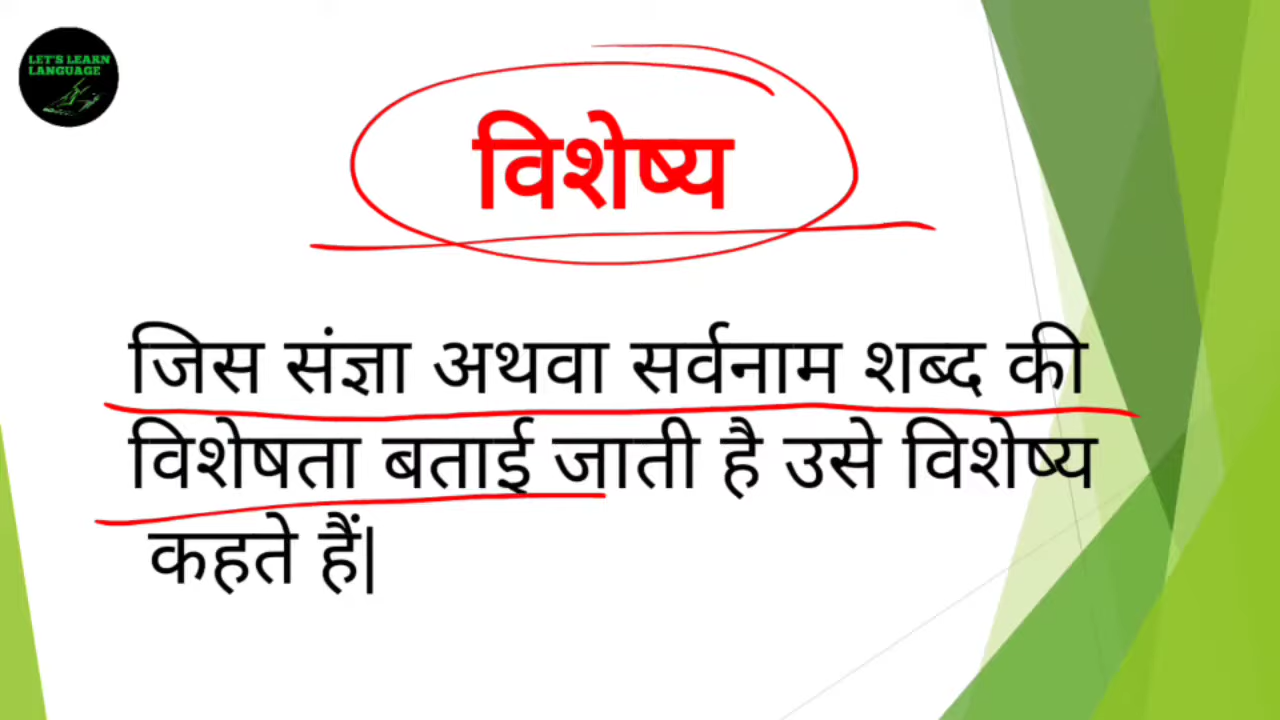 LET'S LEARN
LANGUAGE
विशेष्य
जिस संज्ञा अथवा सर्वनाम शब्द की
विशेषता बताई जाती है उसे विशेष्य
कहते हैं|